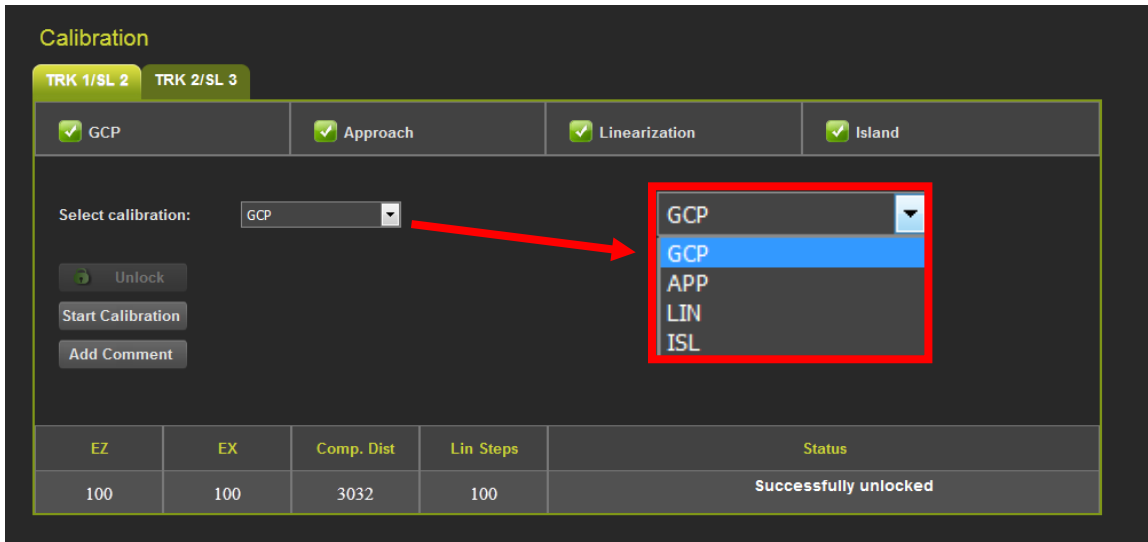 Calibration
TRK 1/SL 2 TRK 2/SL 3
GCP Approach Linearization Island
Select calibration: GCP
GCP
GCP
APP
LIN
ISL
Unlock
Start Calibration
Add Comment
EZ EX Comp. Dist Lin Steps Status
100 100 3032 100 Successfully unlocked